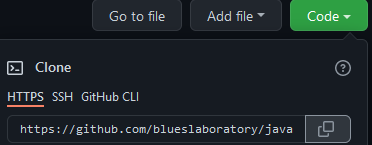 Go to file Add file Code
Clone
HTTPS SSH GitHub CLI
https://github.com/blueslaboratory/java